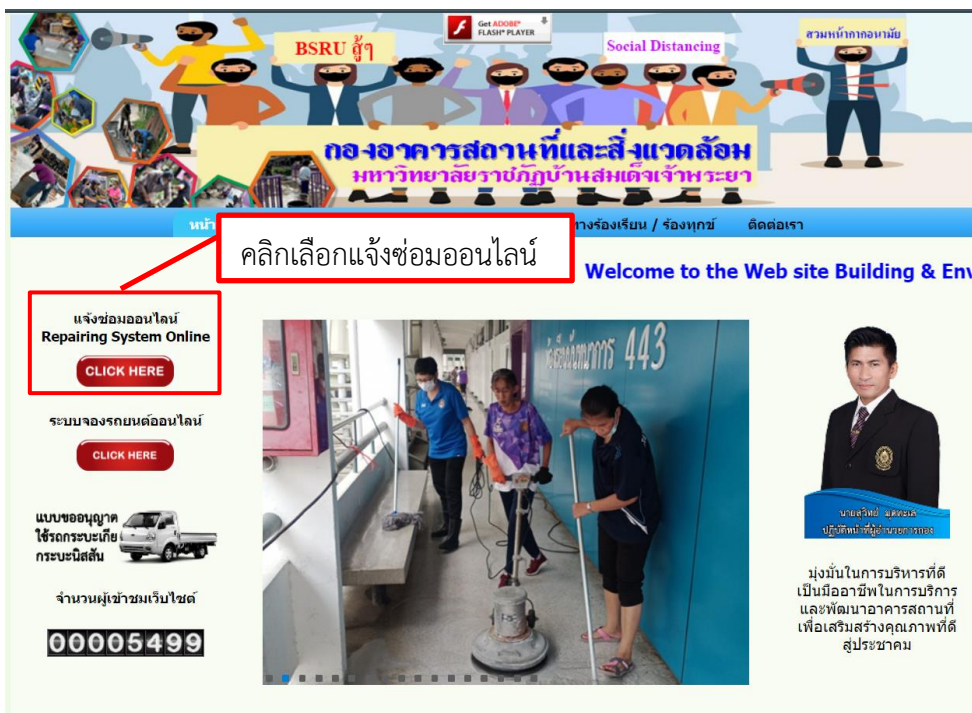 Get ADOBE®
FLASH® PLAYER
BSRU สู้ๆ
Social Distancing
สวมหน้ากากอนามัย
กองอาคารสถานที่และสิ่งแวดล้อม
มหาวิทยาลัยราชภัฏบ้านสมเด็จเจ้าพระยา
ทางร้องเรียน / ร้องทุกข์
ติดต่อเรา
คลิกเลือกแจ้งซ่อมออนไลน์
Welcome to the Web site Building &
แจ้งซ่อมออนไลน์
Repairing System Online
CLICK HERE
ระบบจองรถยนต์ออนไลน์
CLICK HERE
แบบขออนุญาต
ใช้รถกระบะเกีย
กระบะนิสสัน
จำนวนผู้เข้าชมเว็บไซต์
00005499
443
ปฏิบัติหน้าที่ผู้อำนวยการกอง
มุ่งมั่นในการบริหารที่ดี
เป็นมืออาชีพในการบริการ
และพัฒนาอาคารสถานที่
เพื่อเสริมสร้างคุณภาพที่ดี
สู่ประชาคม